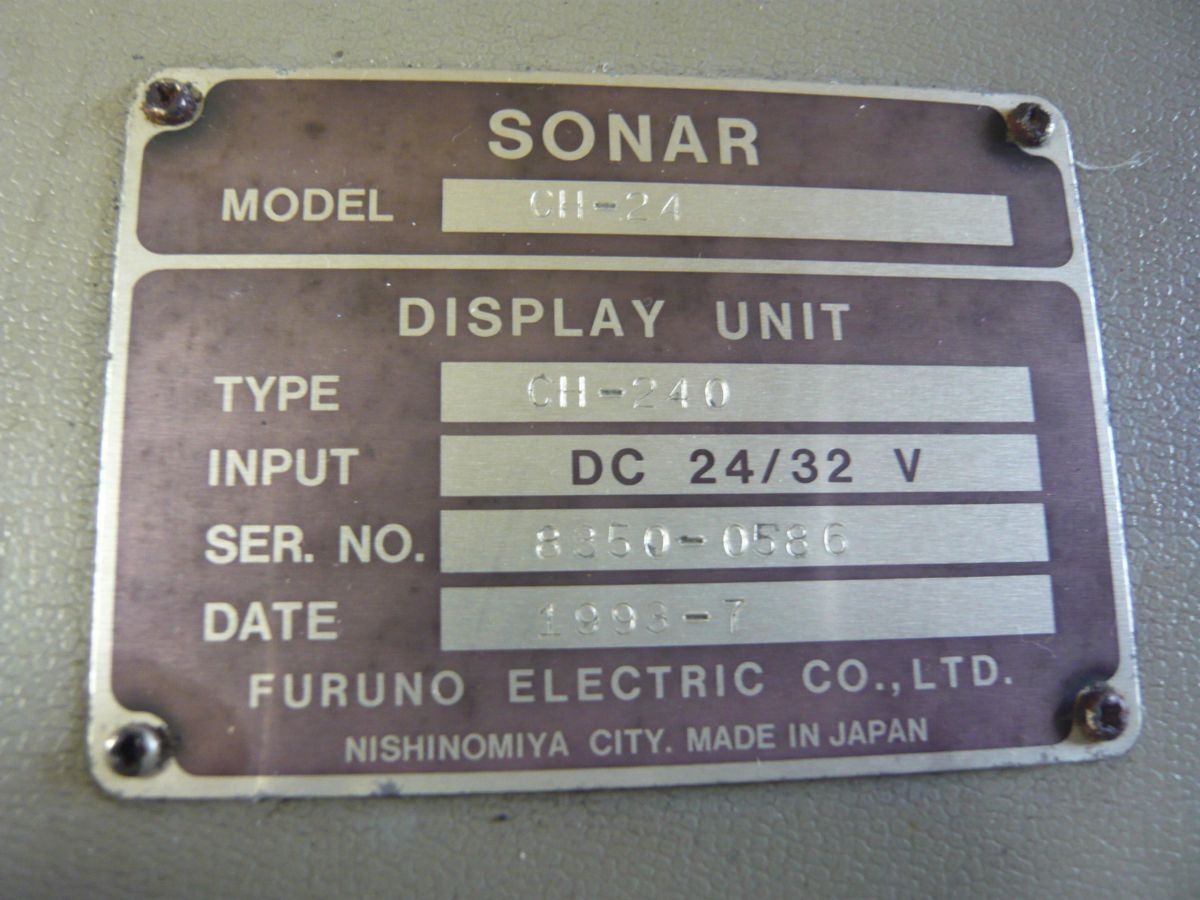 SONAR
MODEL CH-24
DISPLAY UNIT
TYPE CH-240
INPUT DC 24/32 V
SER. NO. 8350-0586
DATE 1993-7
FURUNO ELECTRIC CO., LTD.
NISHINOMIYA CITY. MADE IN JAPAN